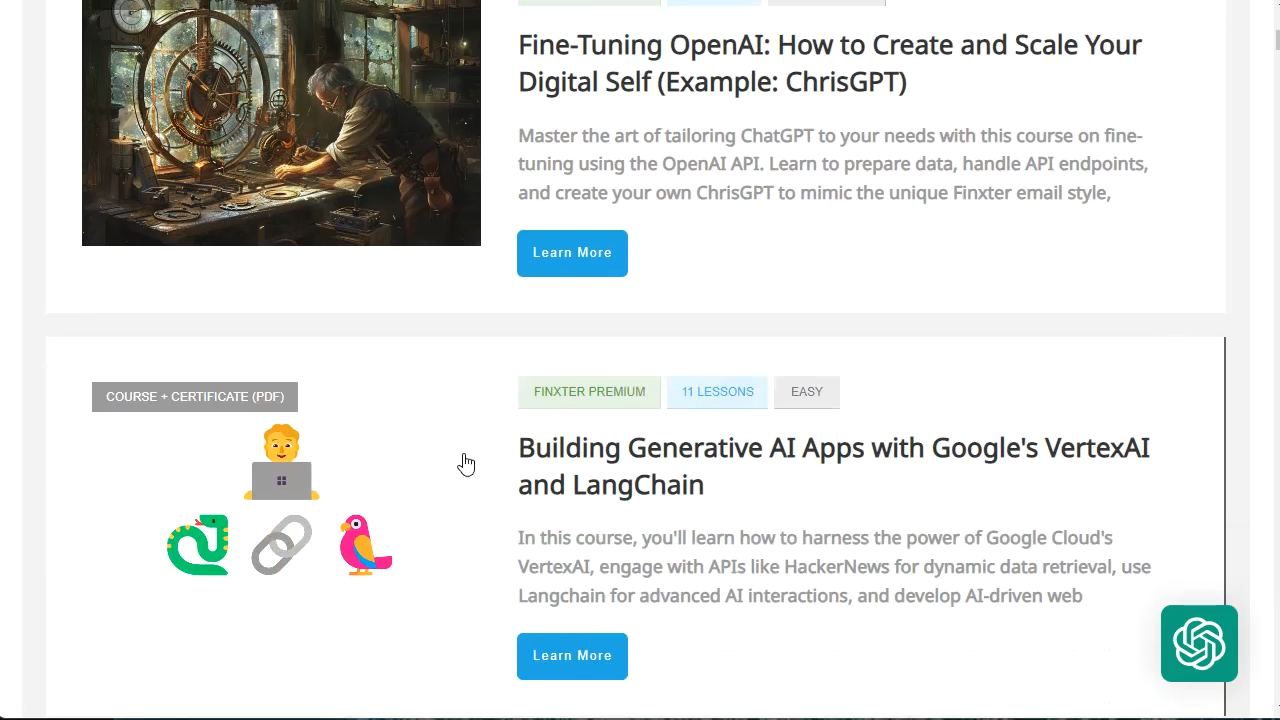 Fine-Tuning OpenAI: How to Create and Scale Your
Digital Self (Example: ChrisGPT)
Master the art of tailoring ChatGPT to your needs with this course on fine-
tuning using the OpenAI API. Learn to prepare data, handle API endpoints,
and create your own ChrisGPT to mimic the unique Finxter email style,
Learn More
COURSE + CERTIFICATE (PDF)
FINXTER PREMIUM
11 LESSONS
EASY
Building Generative AI Apps with Google's VertexAI
and LangChain
In this course, you'll learn how to harness the power of Google Cloud's
VertexAI, engage with APIs like HackerNews for dynamic data retrieval, use
Langchain for advanced AI interactions, and develop AI-driven web
Learn More